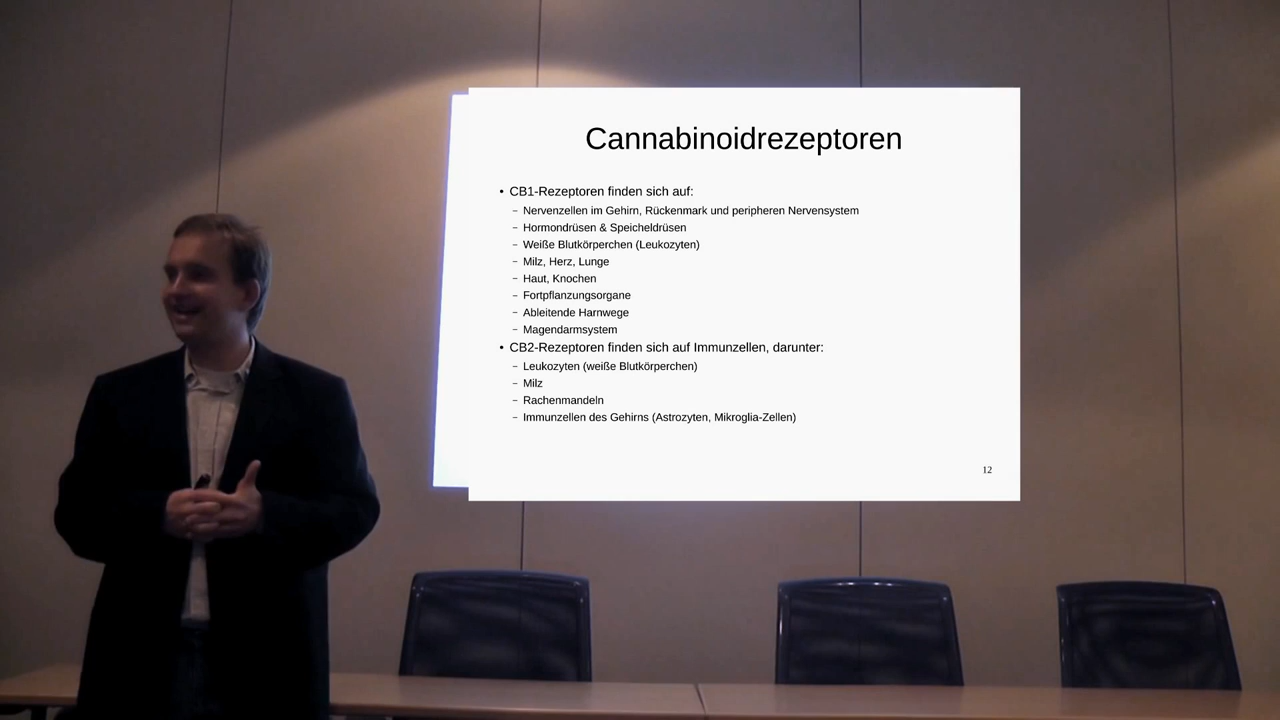 Cannabinoidrezeptoren
• CB1-Rezeptoren finden sich auf:
– Nervenzellen im Gehirn, Rückenmark und peripheren Nervensystem
– Hormondrüsen & Speicheldrüsen
– Weiße Blutkörperchen (Leukozyten)
– Milz, Herz, Lunge
– Haut, Knochen
– Fortpflanzungsorgane
– Ableitende Harnwege
– Magendarmsystem
• CB2-Rezeptoren finden sich auf Immunzellen, darunter:
– Leukozyten (weiße Blutkörperchen)
– Milz
– Rachenmandeln
– Immunzellen des Gehirns (Astrozyten, Mikroglia-Zellen)
12